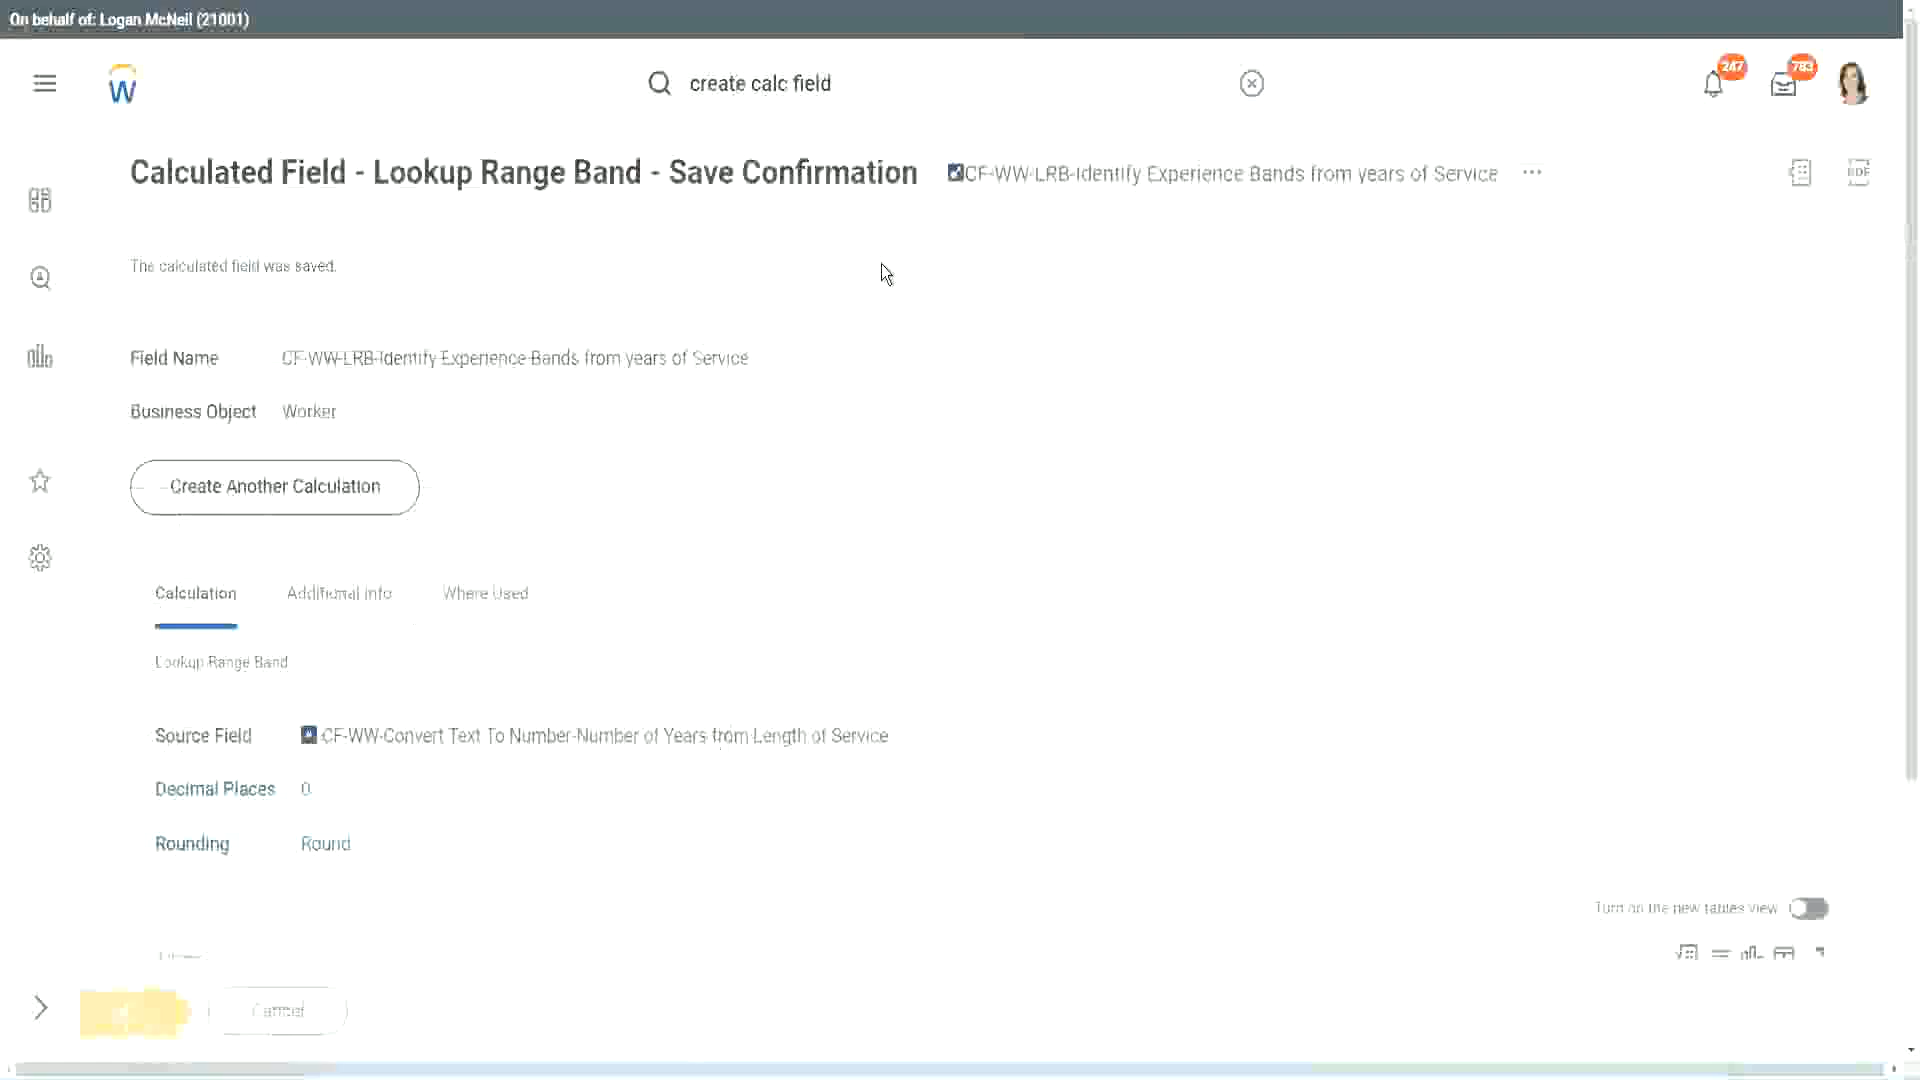 On behalf of: Logan McNeil (21001)
create calc field
247
783
Calculated Field - Lookup Range Band - Save Confirmation
CF-WW-LRB-Identify Experience Bands from years of Service
PDF
The calculated field was saved.
Field Name CF-WW-LRB-Identify Experience Bands from years of Service
Business Object Worker
Create Another Calculation
Calculation Additional Info Where Used
Lookup Range Band
Source Field CF-WW-Convert Text To Number-Number of Years from Length of Service
Decimal Places 0
Rounding Round
Turn on the new tables view
Cancel